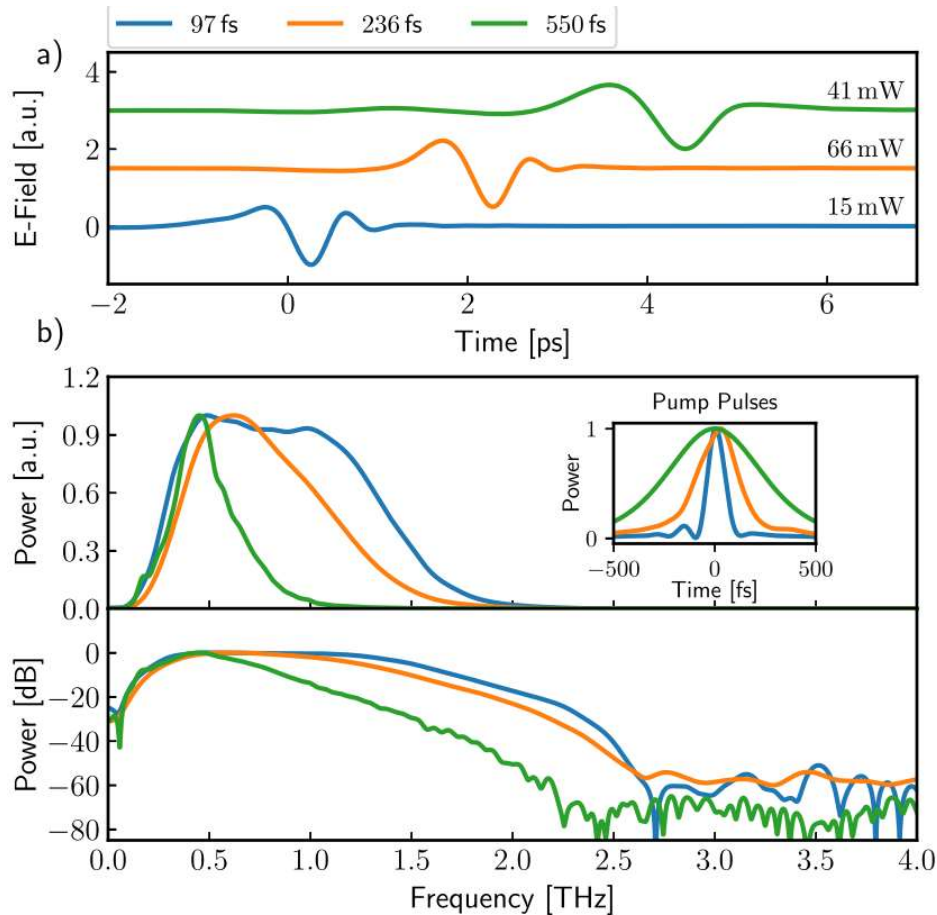 97 fs 236 fs 550 fs
a)
E-Field [a.u.]
4
2
0
41 mW
66 mW
15 mW
−2 0 2 4 6
Time [ps]
b)
Power [a.u.]
1.2
0.9
0.6
0.3
0.0
Pump Pulses
Power
1
0
−500 0 500
Time [fs]
Power [dB]
0
−20
−40
−60
−80
0.0 0.5 1.0 1.5 2.0 2.5 3.0 3.5 4.0
Frequency [THz]